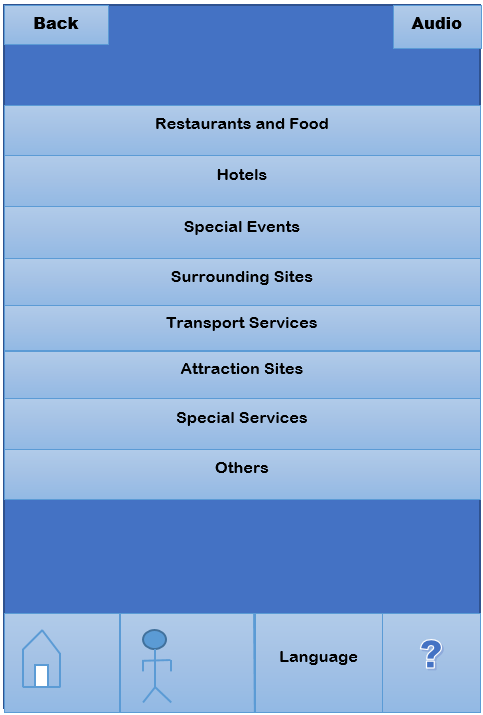 Back
Audio
Restaurants and Food
Hotels
Special Events
Surrounding Sites
Transport Services
Attraction Sites
Special Services
Others
Language
?